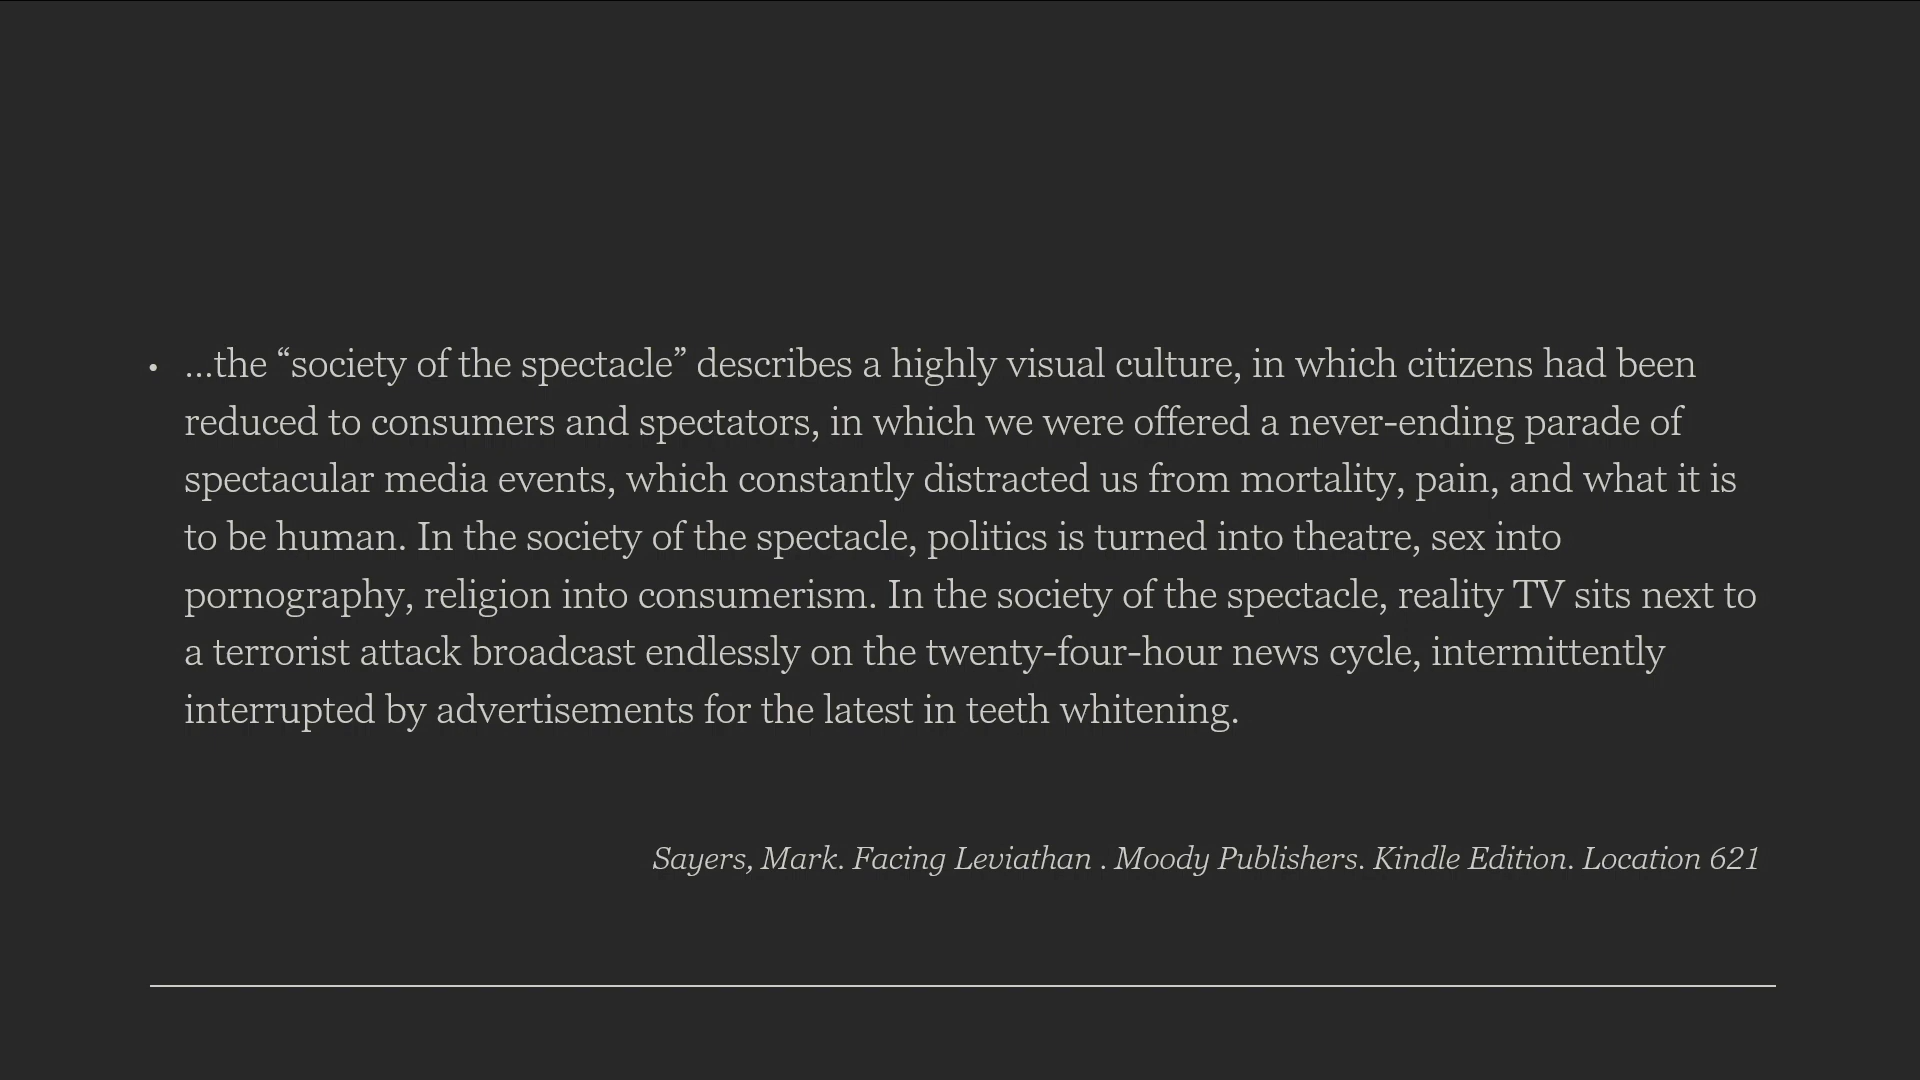 • …the “society of the spectacle” describes a highly visual culture, in which citizens had been
reduced to consumers and spectators, in which we were offered a never-ending parade of
spectacular media events, which constantly distracted us from mortality, pain, and what it is
to be human. In the society of the spectacle, politics is turned into theatre, sex into
pornography, religion into consumerism. In the society of the spectacle, reality TV sits next to
a terrorist attack broadcast endlessly on the twenty-four-hour news cycle, intermittently
interrupted by advertisements for the latest in teeth whitening.
Sayers, Mark. Facing Leviathan . Moody Publishers. Kindle Edition. Location 621